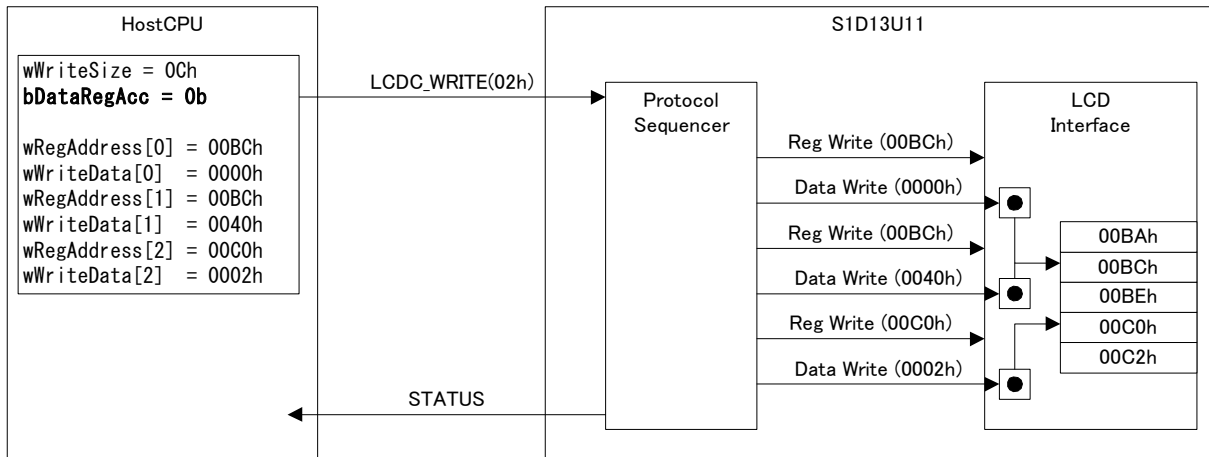 HostCPU
S1D13U11
wWriteSize = 0Ch
bDataRegAcc = 0b
wRegAddress[0] = 00BCh
wWriteData[0] = 0000h
wRegAddress[1] = 00BCh
wWriteData[1] = 0040h
wRegAddress[2] = 00C0h
wWriteData[2] = 0002h
LCDC_WRITE(02h)
STATUS
Protocol
Sequencer
Reg Write (00BCh)
Data Write (0000h)
Reg Write (00BCh)
Data Write (0040h)
Reg Write (00C0h)
Data Write (0002h)
LCD
Interface
00BAh
00BCh
00BEh
00C0h
00C2h